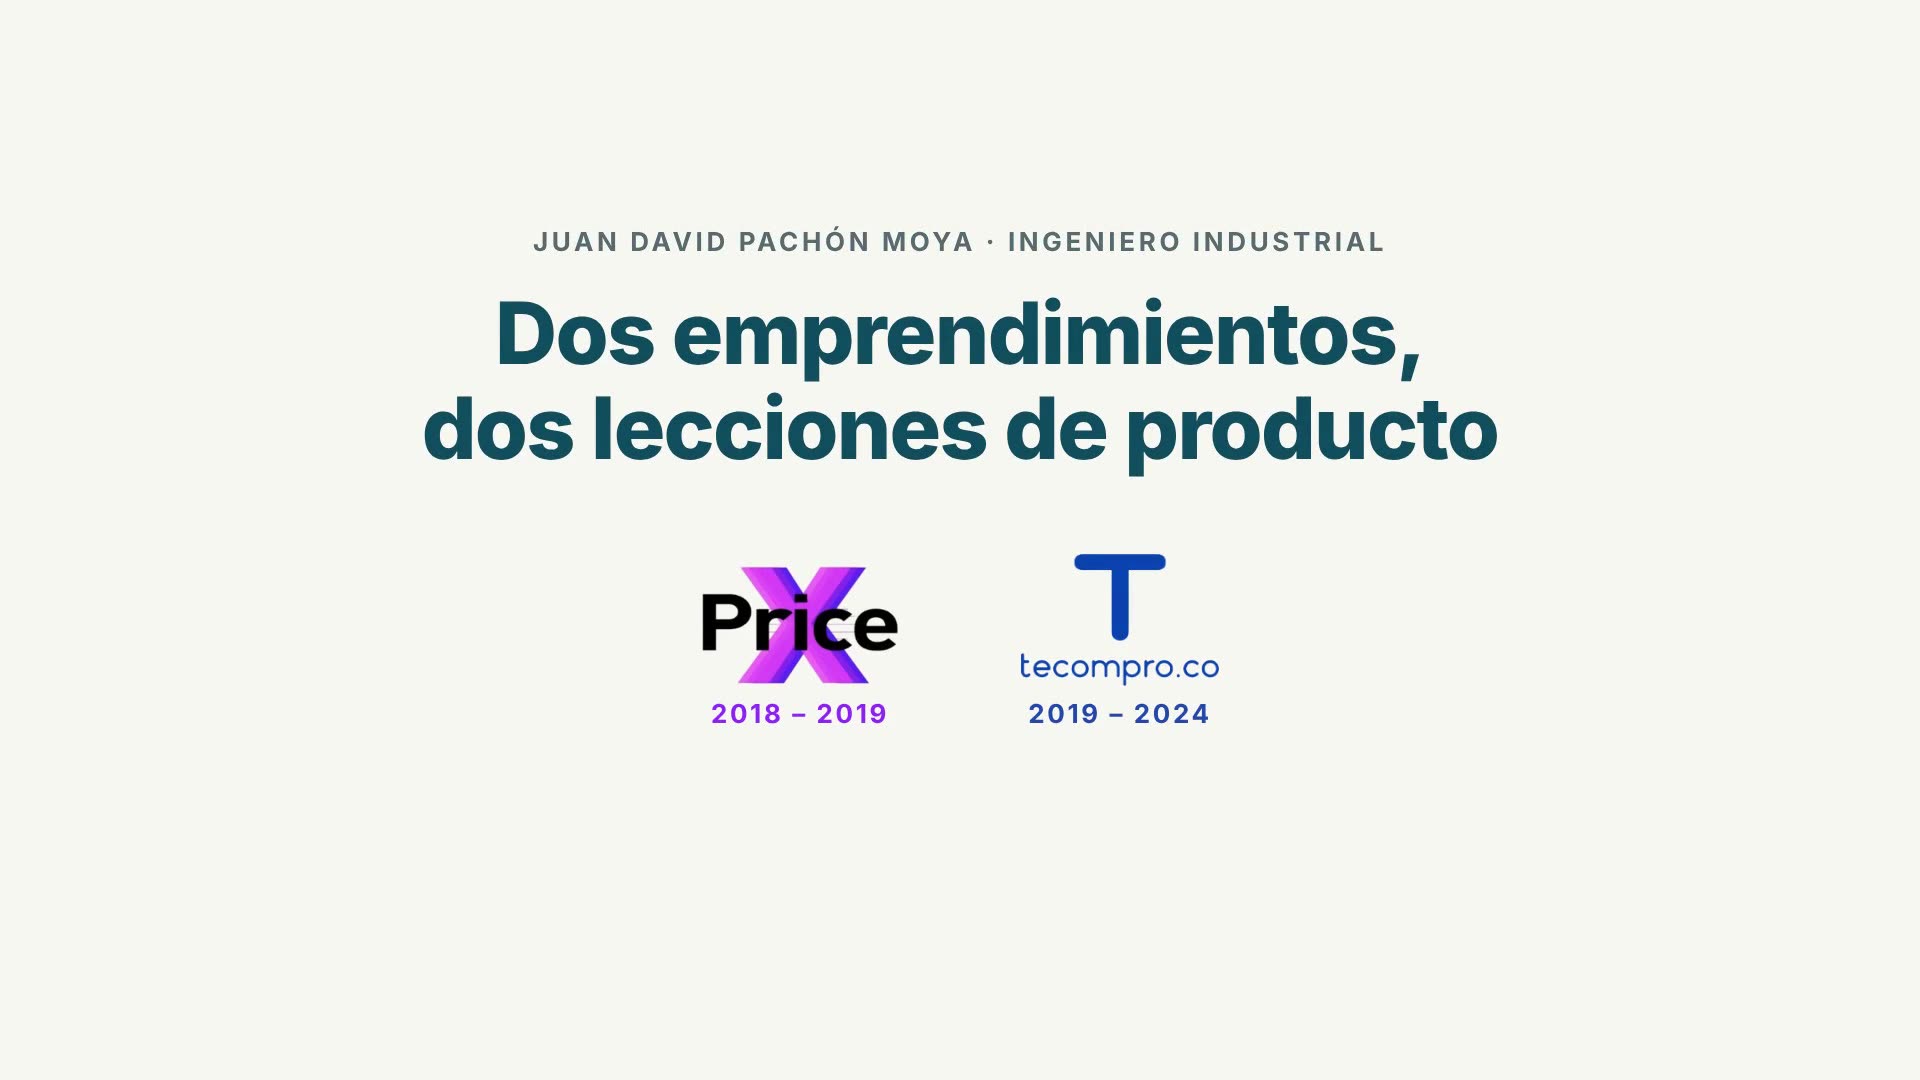 JUAN DAVID PACHÓN MOYA · INGENIERO INDUSTRIAL
Dos emprendimientos,
dos lecciones de producto
X
Price
T
tecompro.co
2018 – 2019
2019 – 2024